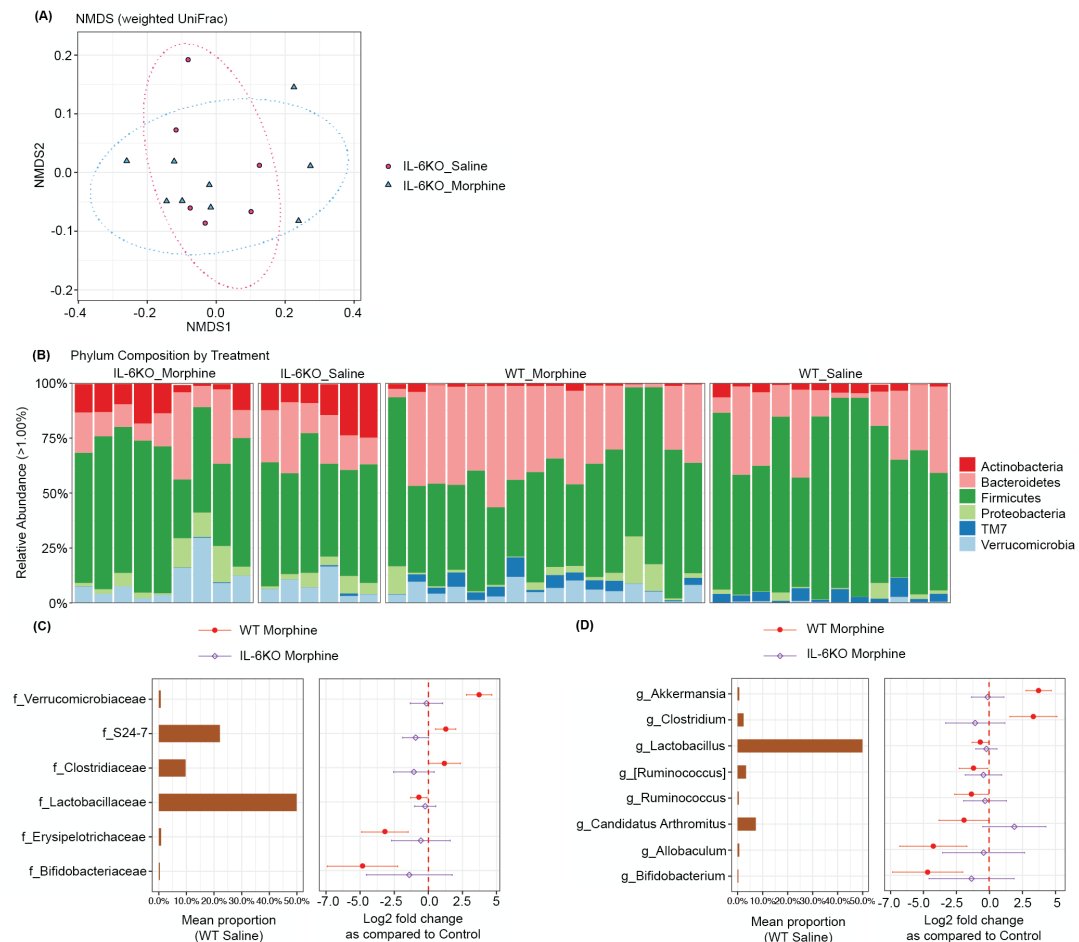 (A)
NMDS (weighted UniFrac)
0.2
0.1
0.0
-0.1
-0.2
NMDS2
-0.4
-0.2
0.0
0.2
0.4
NMDS1
IL-6KO_Saline
IL-6KO_Morphine
(B) Phylum Composition by Treatment
IL-6KO_Morphine
IL-6KO_Saline
WT_Morphine
WT_Saline
100%
75%
50%
25%
0%
Relative Abundance (>1.00%)
Actinobacteria
Bacteroidetes
Firmicutes
Proteobacteria
TM7
Verrucomicrobia
(C)
WT Morphine
IL-6KO Morphine
f_Verrucomicrobiaceae
f_S24-7
f_Clostridiaceae
f_Lactobacillaceae
f_Erysipelotrichaceae
f_Bifidobacteriaceae
0.0% 10.0% 20.0% 30.0% 40.0% 50.0%
Mean proportion
(WT Saline)
-7.5 -5.0 -2.5 0.0 2.5 5.0
Log2 fold change
as compared to Control
(D)
WT Morphine
IL-6KO Morphine
g_Akkermansia
g_Clostridium
g_Lactobacillus
g_[Ruminococcus]
g_Ruminococcus
g_Candidatus Arthromitus
g_Allobaculum
g_Bifidobacterium
0.0% 10.0% 20.0% 30.0% 40.0% 50.0%
Mean proportion
(WT Saline)
-7.5 -5.0 -2.5 0.0 2.5 5
Log2 fold change
as compared to Control